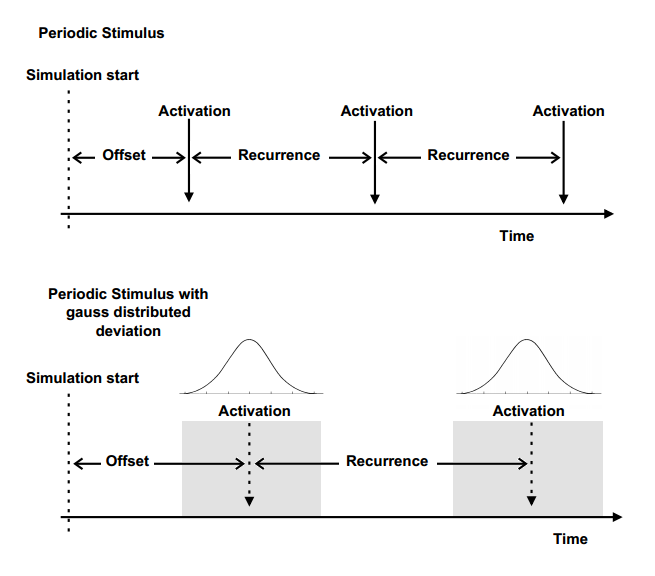 Periodic Stimulus
Simulation start
Activation Activation Activation
Offset Recurrence Recurrence
Time
Periodic Stimulus with
gauss distributed
deviation
Simulation start
Activation Activation
Offset Recurrence
Time